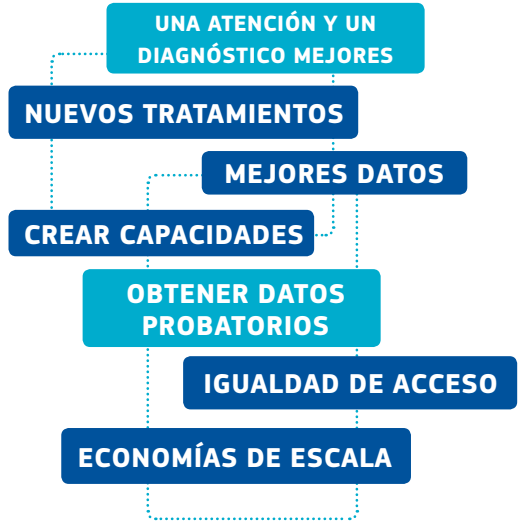 UNA ATENCIÓN Y UN
DIAGNÓSTICO MEJORES
NUEVOS TRATAMIENTOS
MEJORES DATOS
CREAR CAPACIDADES
OBTENER DATOS
PROBATORIOS
IGUALDAD DE ACCESO
ECONOMÍAS DE ESCALA